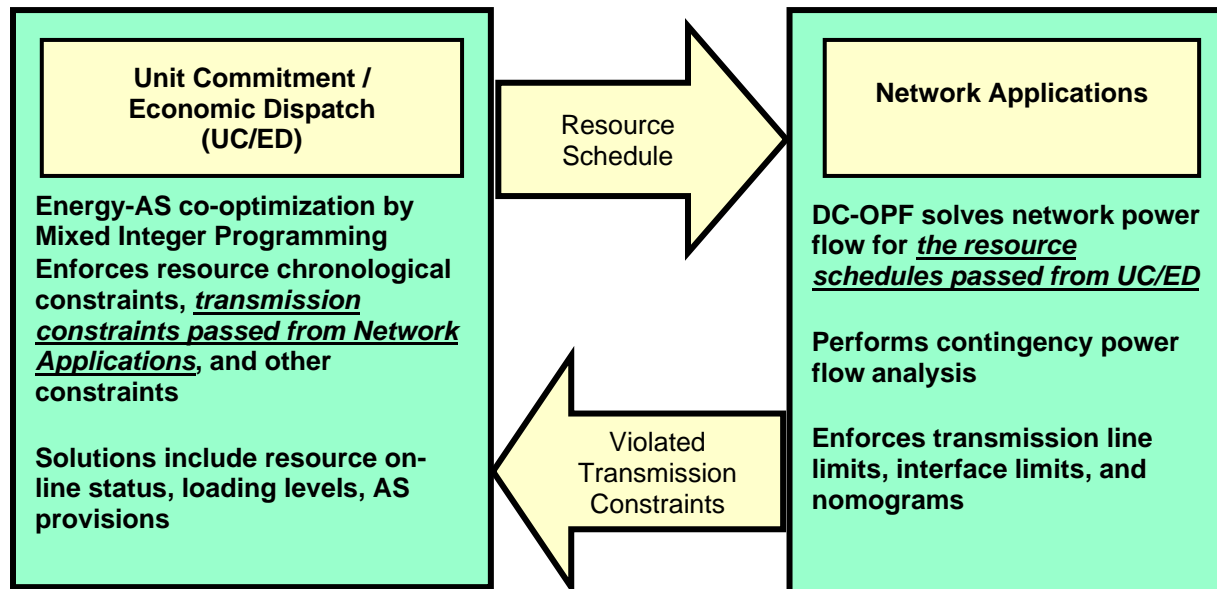 Unit Commitment /
Economic Dispatch
(UC/ED)
Energy-AS co-optimization by
Mixed Integer Programming
Enforces resource chronological
constraints, transmission
constraints passed from Network
Applications, and other
constraints
Solutions include resource on-
line status, loading levels, AS
provisions
Resource
Schedule
Violated
Transmission
Constraints
Network Applications
DC-OPF solves network power
flow for the resource
schedules passed from UC/ED
Performs contingency power
flow analysis
Enforces transmission line
limits, interface limits, and
nomograms